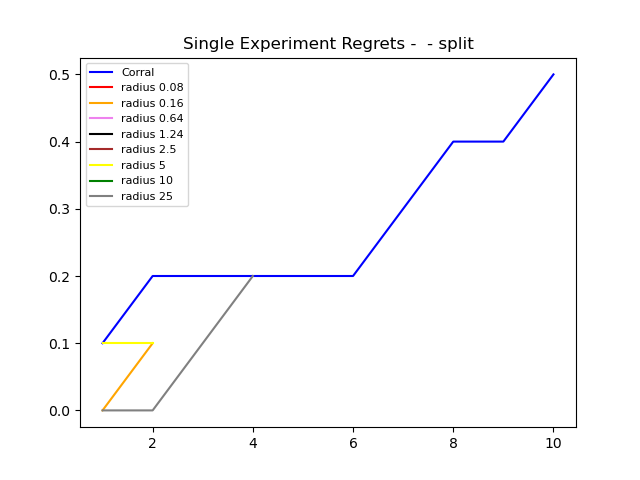 Single Experiment Regrets -  - split
Corral
radius 0.08
radius 0.16
radius 0.64
radius 1.24
radius 2.5
radius 5
radius 10
radius 25
0.5
0.4
0.3
0.2
0.1
0.0
2 4 6 8 10